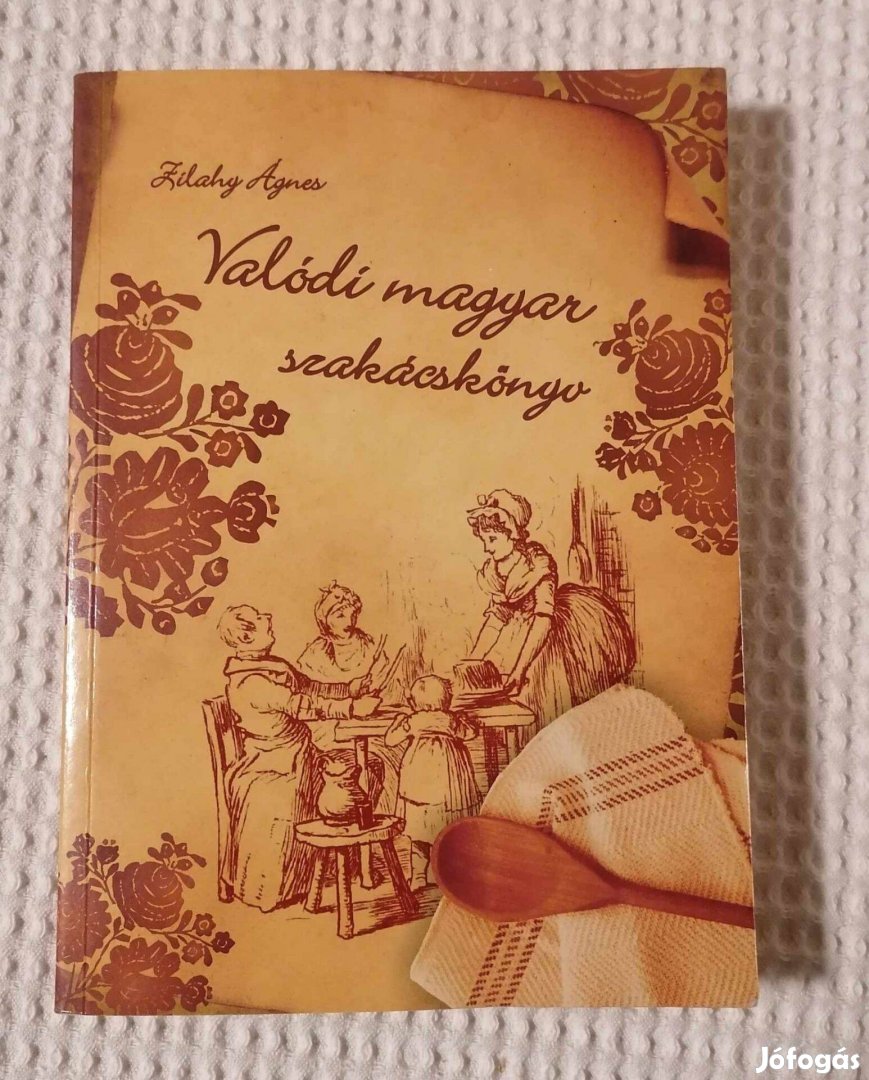 Zilahy Ágnes
Valódi magyar
szakácskönyv
Jófogás